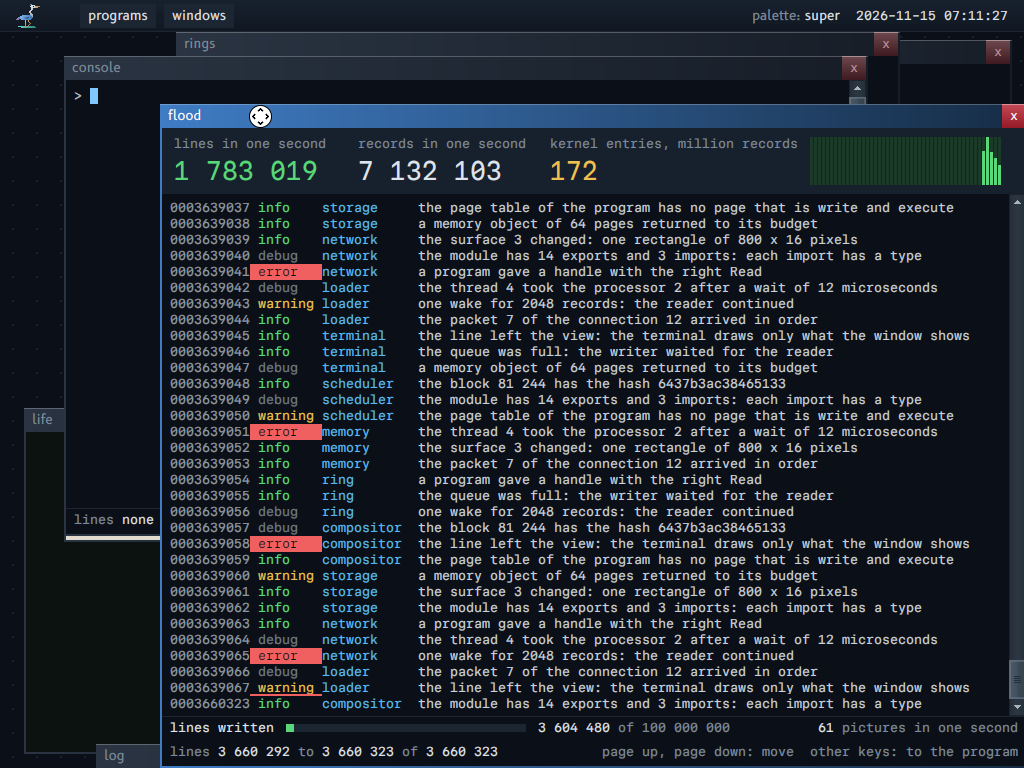 programs windows palette: super 2026-11-15 07:11:27
rings x
x
console x
>
flood x
lines in one second records in one second kernel entries, million records
1 783 019 7 132 103 172
0003639037 info storage the page table of the program has no page that is write and execute
0003639038 info storage a memory object of 64 pages returned to its budget
0003639039 info network the surface 3 changed: one rectangle of 800 x 16 pixels
0003639040 debug network the module has 14 exports and 3 imports: each import has a type
0003639041 error network a program gave a handle with the right Read
0003639042 debug loader the thread 4 took the processor 2 after a wait of 12 microseconds
0003639043 warning loader one wake for 2048 records: the reader continued
0003639044 info loader the packet 7 of the connection 12 arrived in order
0003639045 info terminal the line left the view: the terminal draws only what the window shows
0003639046 info terminal the queue was full: the writer waited for the reader
0003639047 debug terminal a memory object of 64 pages returned to its budget
0003639048 info scheduler the block 81 244 has the hash 6437b3ac38465133
0003639049 debug scheduler the module has 14 exports and 3 imports: each import has a type
0003639050 warning scheduler the page table of the program has no page that is write and execute
0003639051 error memory the thread 4 took the processor 2 after a wait of 12 microseconds
0003639052 info memory the surface 3 changed: one rectangle of 800 x 16 pixels
0003639053 info memory the packet 7 of the connection 12 arrived in order
0003639054 info ring a program gave a handle with the right Read
0003639055 info ring the queue was full: the writer waited for the reader
0003639056 debug ring one wake for 2048 records: the reader continued
0003639057 debug compositor the block 81 244 has the hash 6437b3ac38465133
0003639058 error compositor the line left the view: the terminal draws only what the window shows
0003639059 info compositor the page table of the program has no page that is write and execute
0003639060 warning storage a memory object of 64 pages returned to its budget
0003639061 info storage the surface 3 changed: one rectangle of 800 x 16 pixels
0003639062 info storage the module has 14 exports and 3 imports: each import has a type
0003639063 info network a program gave a handle with the right Read
0003639064 debug network the thread 4 took the processor 2 after a wait of 12 microseconds
0003639065 error network one wake for 2048 records: the reader continued
0003639066 debug loader the packet 7 of the connection 12 arrived in order
0003639067 warning loader the line left the view: the terminal draws only what the window shows
0003660323 info compositor the module has 14 exports and 3 imports: each import has a type
lines written 3 604 480 of 100 000 000 61 pictures in one second
lines 3 660 292 to 3 660 323 of 3 660 323 page up, page down: move other keys: to the program
life
lines none
log